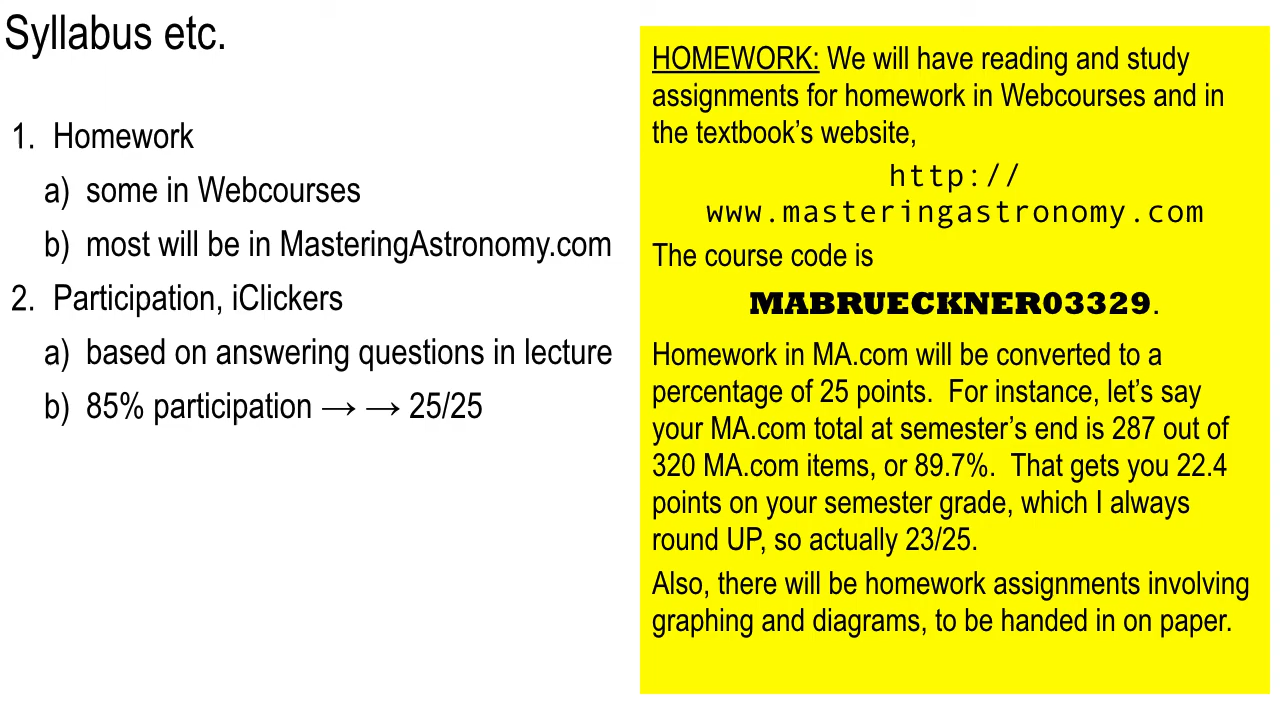 Syllabus etc.
1. Homework
a) some in Webcourses
b) most will be in MasteringAstronomy.com
2. Participation, iClickers
a) based on answering questions in lecture
b) 85% participation → → 25/25
HOMEWORK: We will have reading and study
assignments for homework in Webcourses and in
the textbook’s website,
http://
www.masteringastronomy.com
The course code is
MABRUECKNER03329.
Homework in MA.com will be converted to a
percentage of 25 points.  For instance, let’s say
your MA.com total at semester’s end is 287 out of
320 MA.com items, or 89.7%.  That gets you 22.4
points on your semester grade, which I always
round UP, so actually 23/25.
Also, there will be homework assignments involving
graphing and diagrams, to be handed in on paper.